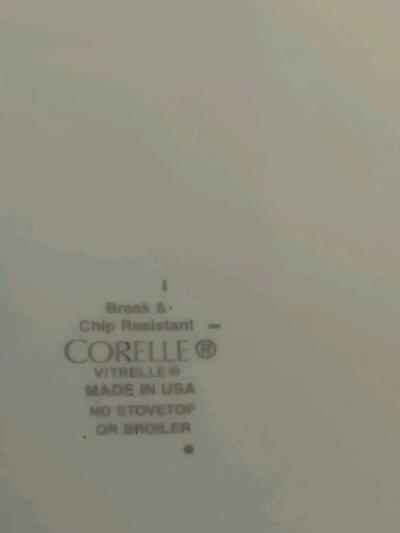 Break &
Chip Resistant
CORELLE®
VITRELLE®
MADE IN USA
NO STOVETOP
OR BROILER